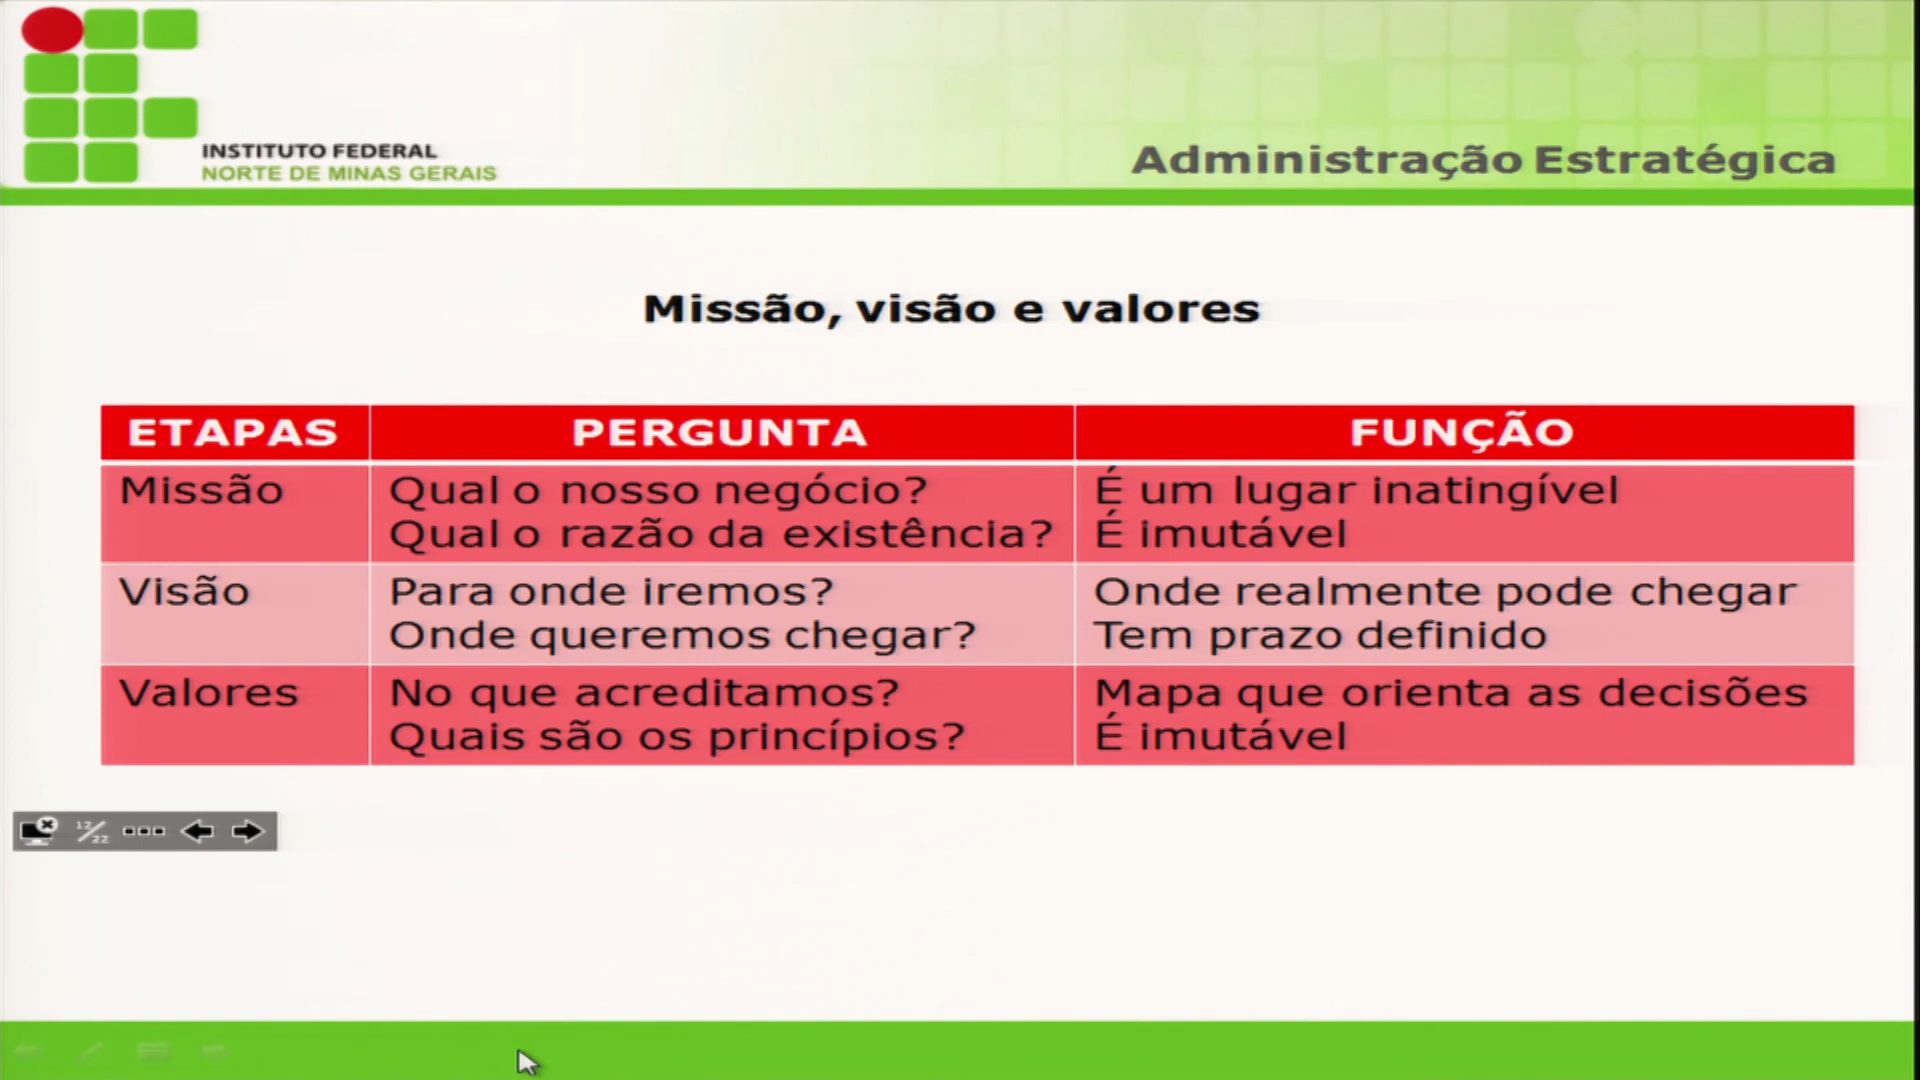 INSTITUTO FEDERAL
NORTE DE MINAS GERAIS
Administração Estratégica
Missão, visão e valores
ETAPAS PERGUNTA FUNÇÃO
Missão
Qual o nosso negócio?
Qual o razão da existência?
É um lugar inatingível
É imutável
Visão
Para onde iremos?
Onde queremos chegar?
Onde realmente pode chegar
Tem prazo definido
Valores
No que acreditamos?
Quais são os princípios?
Mapa que orienta as decisões
É imutável
12/22